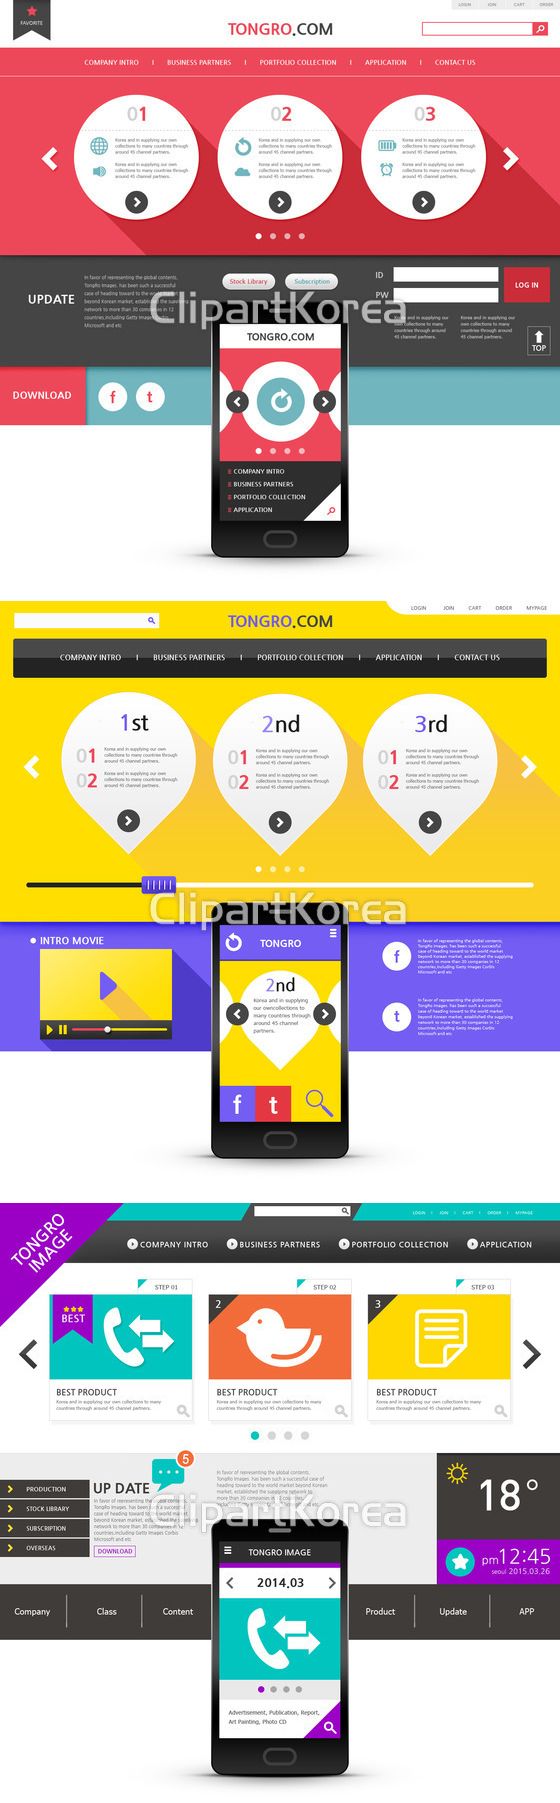 LOGIN JOIN CART ORDER
FAVORITE
TONGRO.COM
COMPANY INTRO I BUSINESS PARTNERS I PORTFOLIO COLLECTION I APPLICATION I CONTACT US
01 02 03
Korea and in supplying our own
collections to many countries through
around 45 channel partners.
Korea and in supplying our own
collections to many countries through
around 45 channel partners.
Korea and in supplying our own
collections to many countries through
around 45 channel partners.
Korea and in supplying our own
collections to many countries through
around 45 channel partners.
Korea and in supplying our own
collections to many countries through
around 45 channel partners.
Korea and in supplying our own
collections to many countries through
around 45 channel partners.
UPDATE
In favor of representing the global contents,
TongRo Images. has been such a successful
case of heading toward to the world market
beyond Korean market. established the supplying
network to more than 30 companies in 12
countries,including Getty Images Corbis
Microsoft and etc
Stock Library Subscription
ID
PW
LOG IN
Korea and in supplying our own
collections to many countries
through around 45 channel
partners.
Korea and in supplying our own
collections to many countries
through around 45 channel
partners.
TOP
ClipartKorea
DOWNLOAD
f t
TONGRO.COM
COMPANY INTRO
BUSINESS PARTNERS
PORTFOLIO COLLECTION
APPLICATION
LOGIN JOIN CART ORDER MYPAGE
TONGRO.COM
COMPANY INTRO I BUSINESS PARTNERS I PORTFOLIO COLLECTION I APPLICATION I CONTACT US
1st 2nd 3rd
01 Korea and in supplying our own
collections to many countries through
around 45 channel partners.
02 Korea and in supplying our own
collections to many countries through
around 45 channel partners.
01 Korea and in supplying our own
collections to many countries through
around 45 channel partners.
02 Korea and in supplying our own
collections to many countries through
around 45 channel partners.
01 Korea and in supplying our own
collections to many countries through
around 45 channel partners.
02 Korea and in supplying our own
collections to many countries through
around 45 channel partners.
ClipartKorea
INTRO MOVIE
TONGRO
2nd
Korea and in supplying
our owncollections to
many countries through
around 45 channel
partners.
f t
f
In favor of representing the global contents,
TongRo Images. has been such a successful
case of heading toward to the world market
beyond Korean market. established the supplying
network to more than 30 companies in 12
countries,including Getty Images Corbis
Microsoft and etc
t
In favor of representing the global contents,
TongRo Images. has been such a successful
case of heading toward to the world market
beyond Korean market. established the supplying
network to more than 30 companies in 12
countries,including Getty Images Corbis
Microsoft and etc
TONGRO
IMAGE
LOGIN I JOIN I CART I ORDER I MYPAGE
COMPANY INTRO BUSINESS PARTNERS PORTFOLIO COLLECTION APPLICATION
STEP 01 STEP 02 STEP 03
BEST
2
3
BEST PRODUCT
Korea and in supplying our own collections to many
countries through around 45 channel partners.
BEST PRODUCT
Korea and in supplying our own collections to many
countries through around 45 channel partners.
BEST PRODUCT
Korea and in supplying our own collections to many
countries through around 45 channel partners.
PRODUCTION
STOCK LIBRARY
SUBSCRIPTION
OVERSEAS
UP DATE
5
In favor of representing the global contents,
TongRo Images. has been such a successful
case of heading toward to the world market
beyond Korean market. established the supplying
network to more than 30 companies in 12
countries,including Getty Images Corbis
Microsoft and etc
DOWNLOAD
In favor of representing the global contents,
TongRo Images. has been such a successful
case of heading toward to the world market beyond Korean
market. established the supplying network to
more than 30 companies in 12
countries,including Getty Images Corbis
ClipartKorea
18°
pm12:45
seoul 2015.03.26
Company Class Content Product Update APP
TONGRO IMAGE
2014.03
Advertisement, Publication, Report,
Art Painting, Photo CD